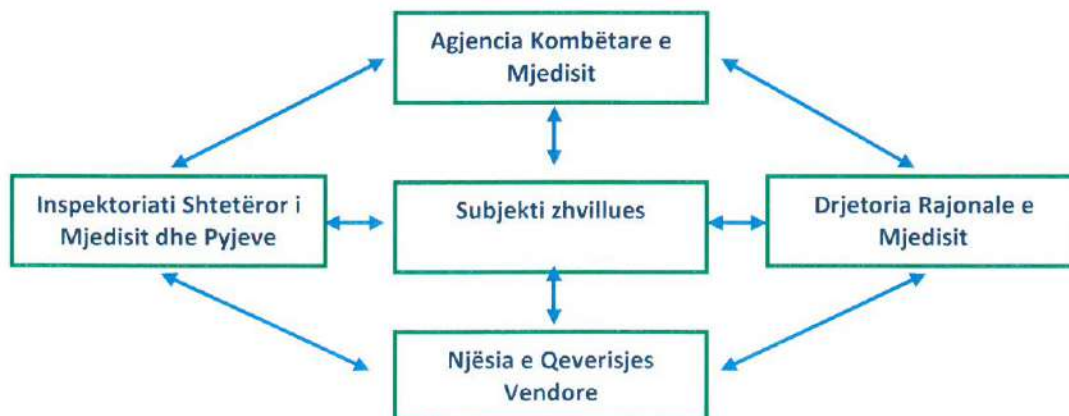 Agjencia Kombëtare e
Mjedisit
Inspektoriati Shtetëror i
Mjedisit dhe Pyjeve
Subjekti zhvillues
Drjetoria Rajonale e
Mjedisit
Njësia e Qeverisjes
Vendore